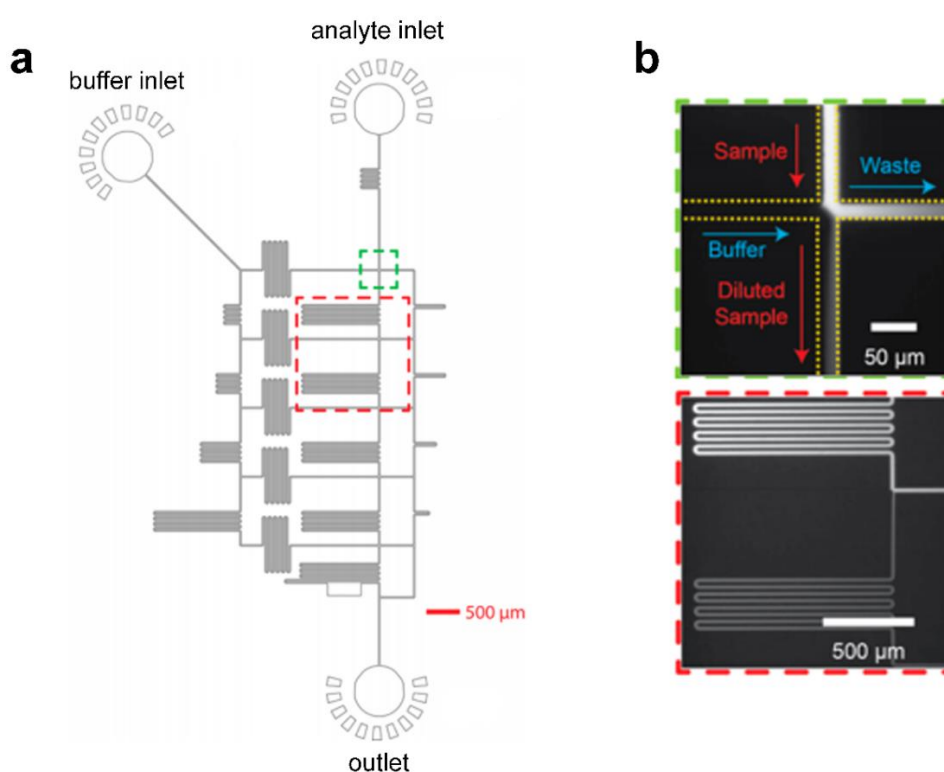 a
analyte inlet
buffer inlet
500 µm
outlet
b
Sample
Waste
Buffer
Diluted
Sample
50 µm
500 µm